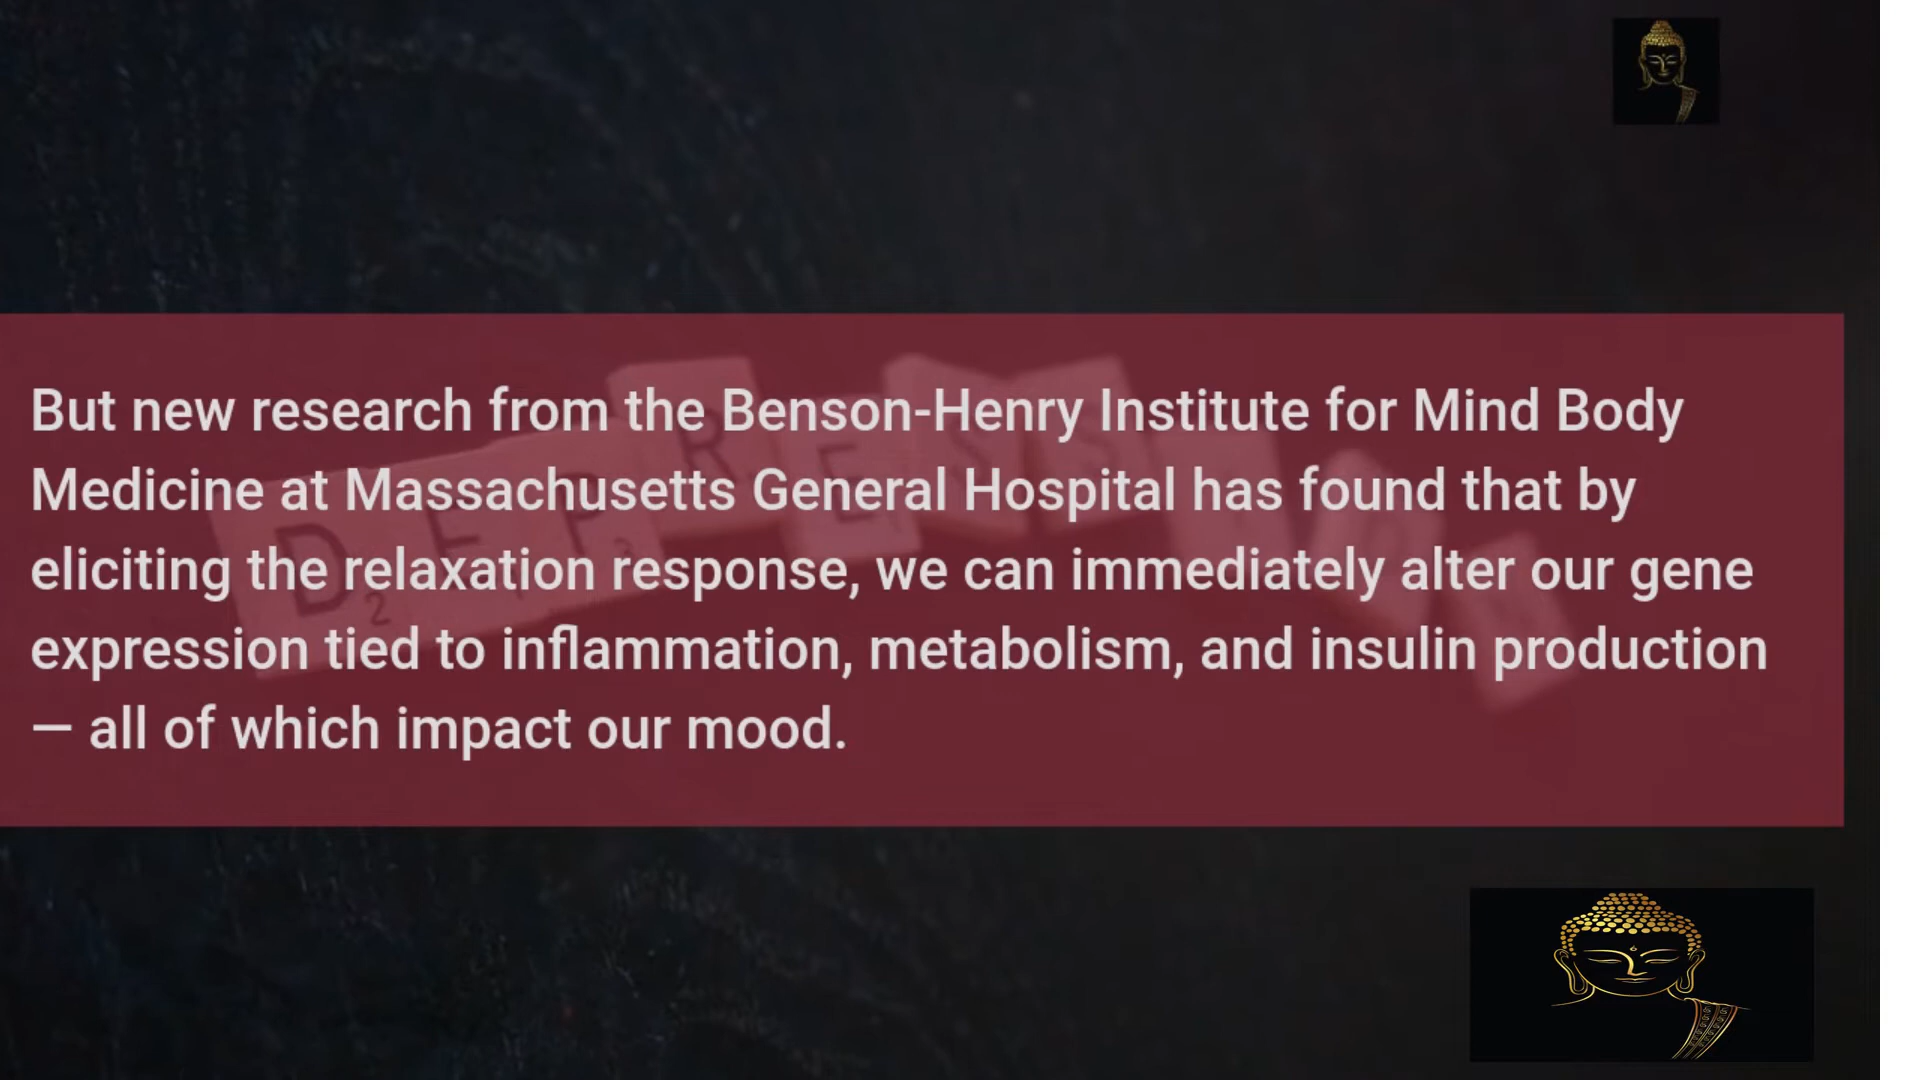 But new research from the Benson-Henry Institute for Mind Body
Medicine at Massachusetts General Hospital has found that by
eliciting the relaxation response, we can immediately alter our gene
expression tied to inflammation, metabolism, and insulin production
— all of which impact our mood.
DEPRESSION